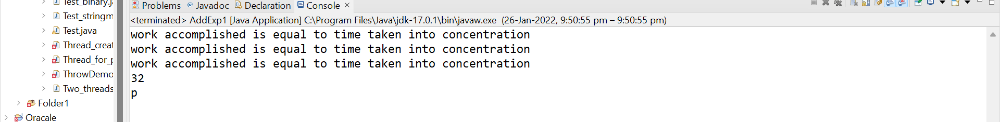 Problems @ Javadoc Declaration Console
<terminated> AddExp1 [Java Application] C:\Program Files\Java\jdk-17.0.1\bin\javaw.exe (26-Jan-2022, 9:50:55 pm – 9:50:55 pm)
work accomplished is equal to time taken into concentration
work accomplished is equal to time taken into concentration
work accomplished is equal to time taken into concentration
32
p
Test_binary.ja
Test_stringm
Test.java
Thread_creat
Thread_for_p
ThrowDemo
Two_threads
Folder1
Oracale